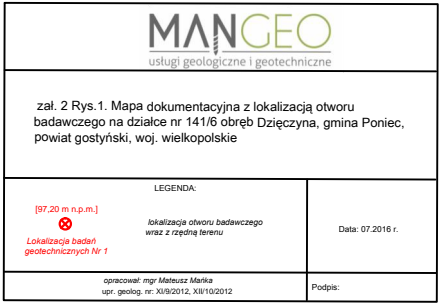 MANGEO
usługi geologiczne i geotechniczne
zał. 2 Rys.1. Mapa dokumentacyjna z lokalizacją otworu
badawczego na działce nr 141/6 obręb Dzięczyna, gmina Poniec,
powiat gostyński, woj. wielkopolskie
LEGENDA:
[97,20 m n.p.m.]
Lokalizacja badań
geotechnicznych Nr 1
lokalizacja otworu badawczego
wraz z rzędną terenu
Data: 07.2016 r.
opracował: mgr Mateusz Mańka
upr. geolog. nr: XI/9/2012, XII/10/2012
Podpis: